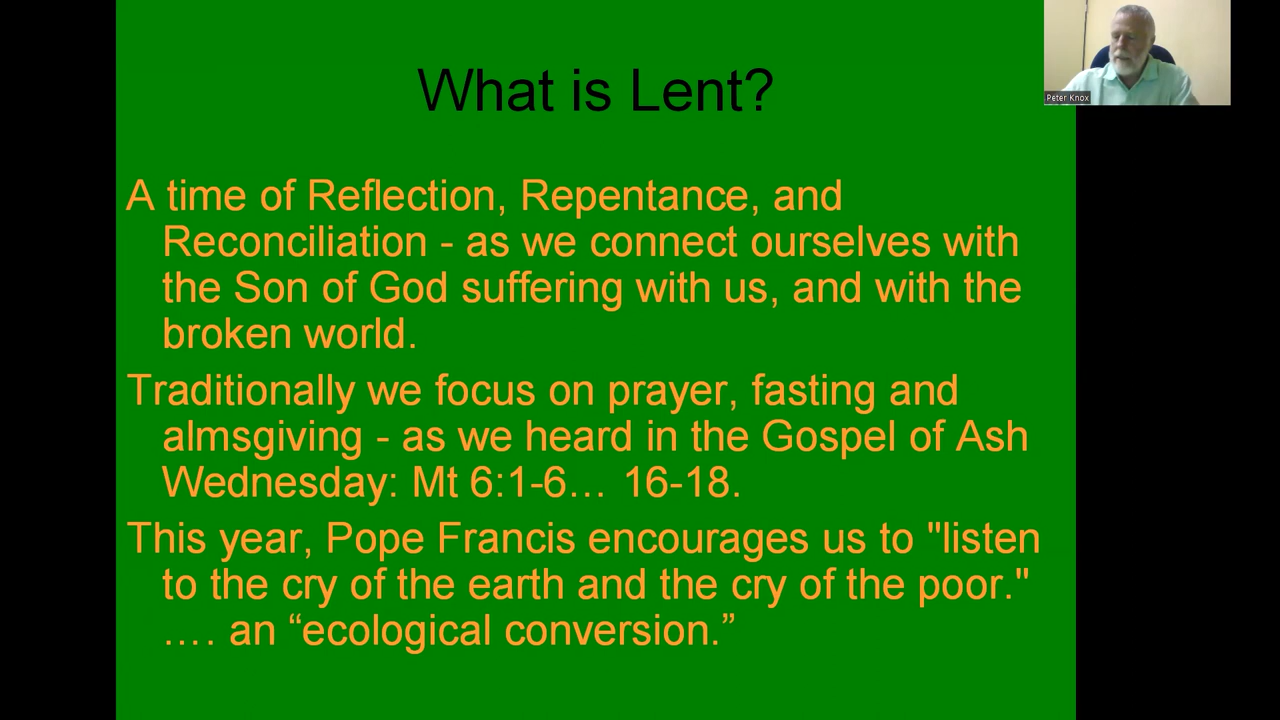 What is Lent?
Peter Knox
A time of Reflection, Repentance, and
Reconciliation - as we connect ourselves with
the Son of God suffering with us, and with the
broken world.
Traditionally we focus on prayer, fasting and
almsgiving - as we heard in the Gospel of Ash
Wednesday: Mt 6:1-6… 16-18.
This year, Pope Francis encourages us to "listen
to the cry of the earth and the cry of the poor."
…. an “ecological conversion.”